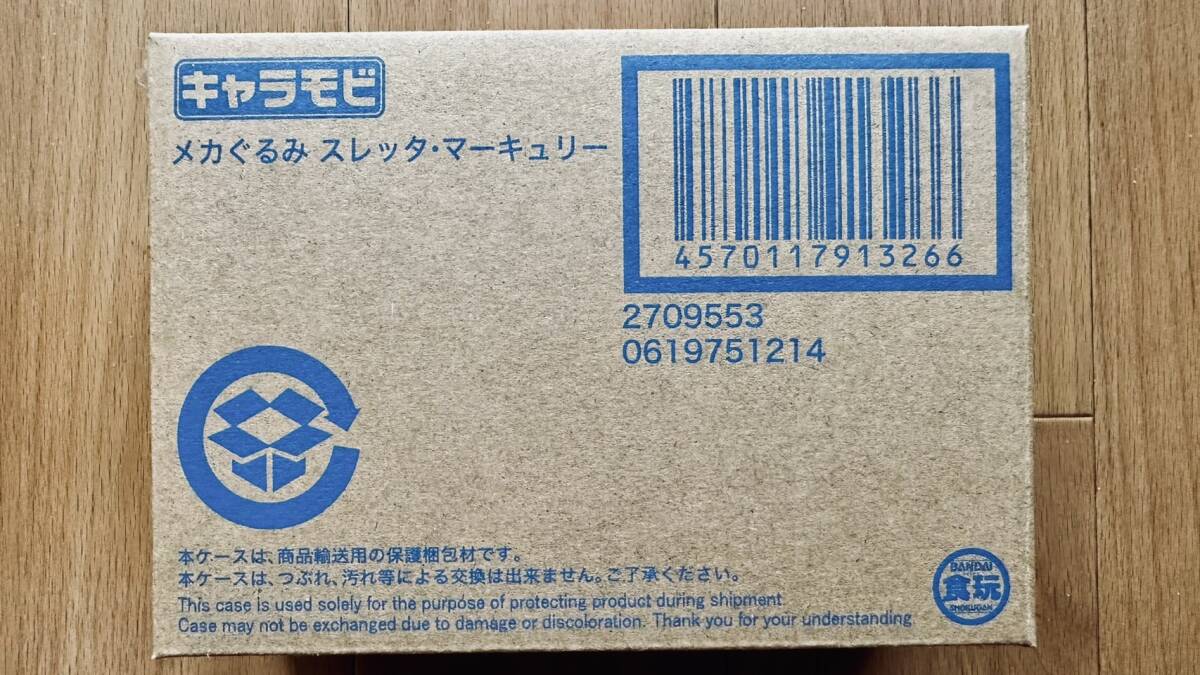 キャラモビ
メカぐるみ スレッタ・マーキュリー
4570117913266
2709553
0619751214
本ケースは、商品輸送用の保護梱包材です。
本ケースは、つぶれ、汚れ等による交換は出来ません。ご了承ください。
This case is used solely for the purpose of protecting product during shipment.
Case may not be exchanged due to damage or discoloration. Thank you for your understanding
BANDAI
食玩
SHOKUGAN